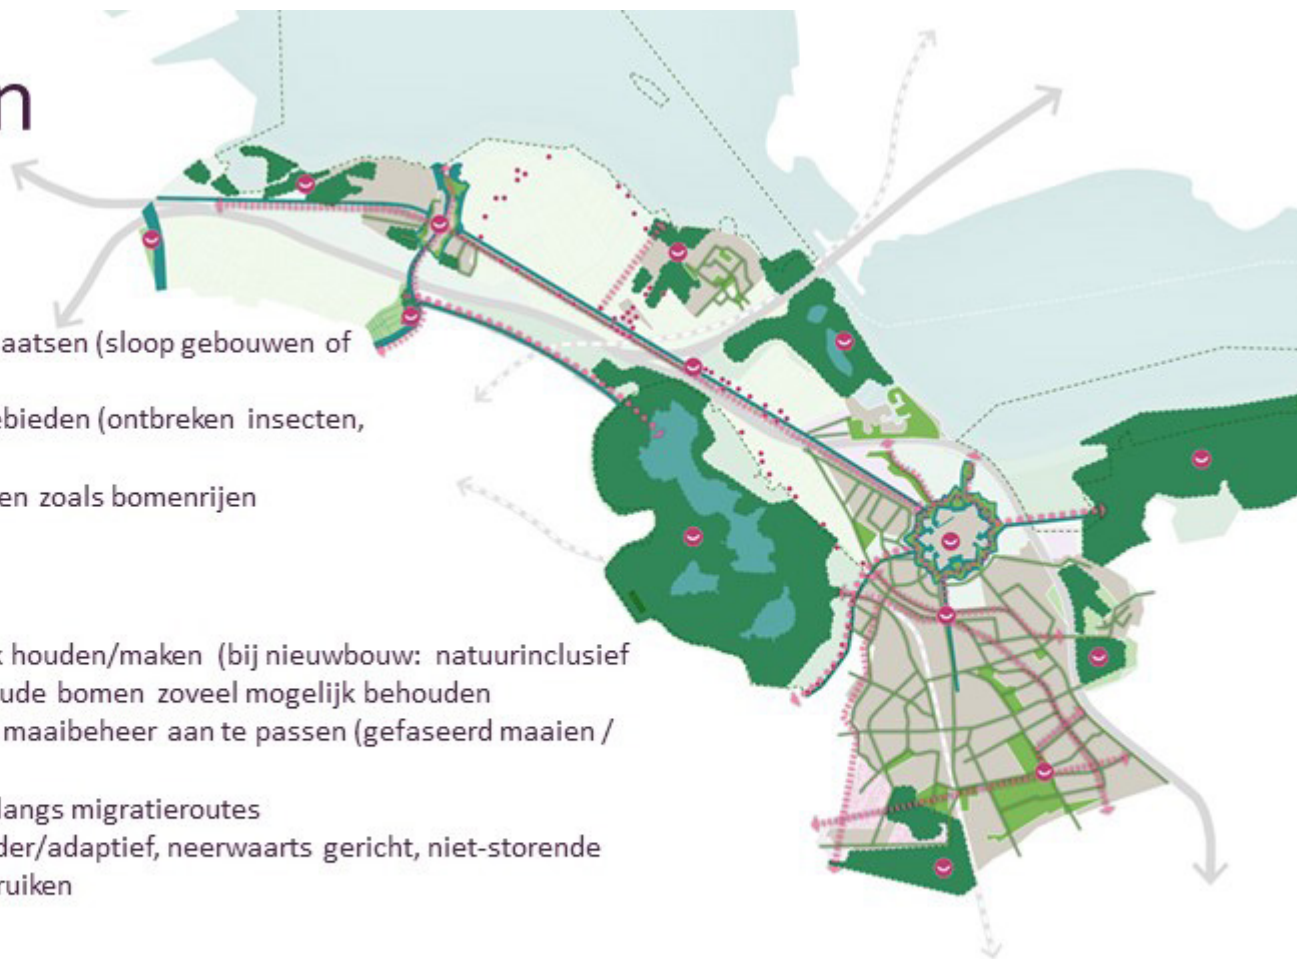 n
aatsen (sloop gebouwen of
ebieden (ontbreken insecten,
en zoals bomenrijen
k houden/maken (bij nieuwbouw: natuurinclusief
ude bomen zoveel mogelijk behouden
maaibeheer aan te passen (gefaseerd maaien /
langs migratieroutes
der/adaptief, neerwaarts gericht, niet-storende
ruiken